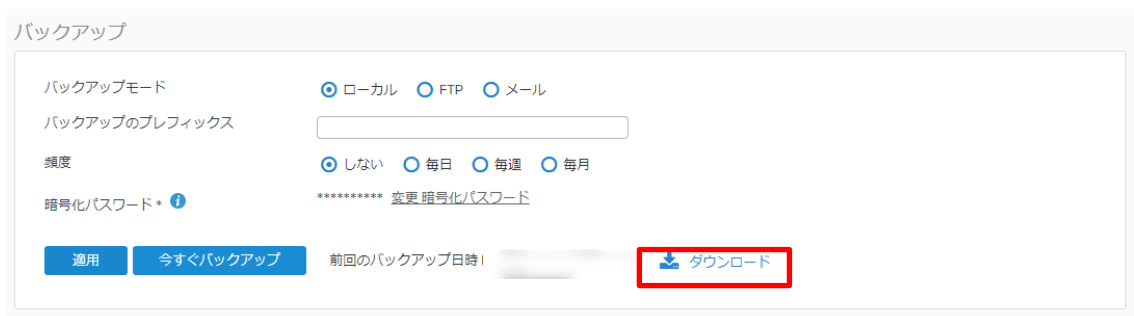 バックアップ
バックアップモード ローカル FTP メール
バックアップのプレフィックス
頻度 しない 毎日 毎週 毎月
暗号化パスワード * ********** 変更 暗号化パスワード
適用 今すぐバックアップ 前回のバックアップ日時 ダウンロード